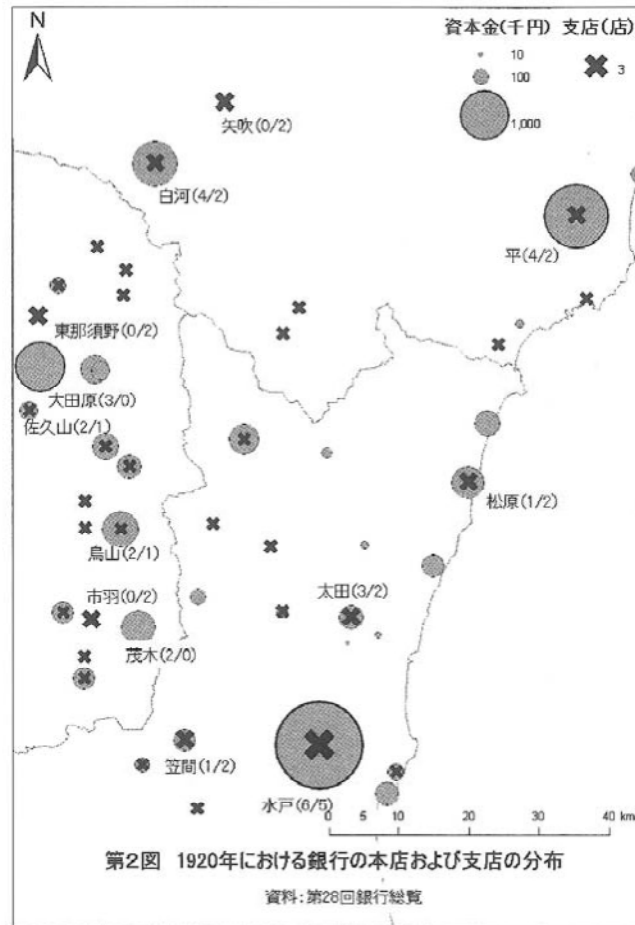 N
資本金(千円) 支店(店)
10
100
1,000
3
矢吹(0/2)
白河(4/2)
平(4/2)
東那須野(0/2)
大田原(3/0)
佐久山(2/1)
松原(1/2)
烏山(2/1)
市羽(0/2)
太田(3/2)
茂木(2/0)
笠間(1/2)
水戸(6/5)
0 5 10 20 30 40 km
第2図 1920年における銀行の本店および支店の分布
資料:第28回銀行総覧